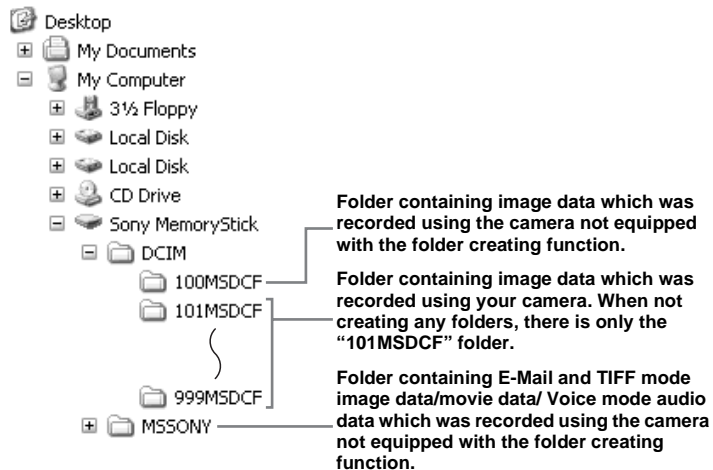 Desktop
My Documents
My Computer
3½ Floppy
Local Disk
Local Disk
CD Drive
Sony MemoryStick
DCIM
100MSDCF
101MSDCF
999MSDCF
MSSONY
Folder containing image data which was
recorded using the camera not equipped
with the folder creating function.
Folder containing image data which was
recorded using your camera. When not
creating any folders, there is only the
“101MSDCF” folder.
Folder containing E-Mail and TIFF mode
image data/movie data/ Voice mode audio
data which was recorded using the camera
not equipped with the folder creating
function.